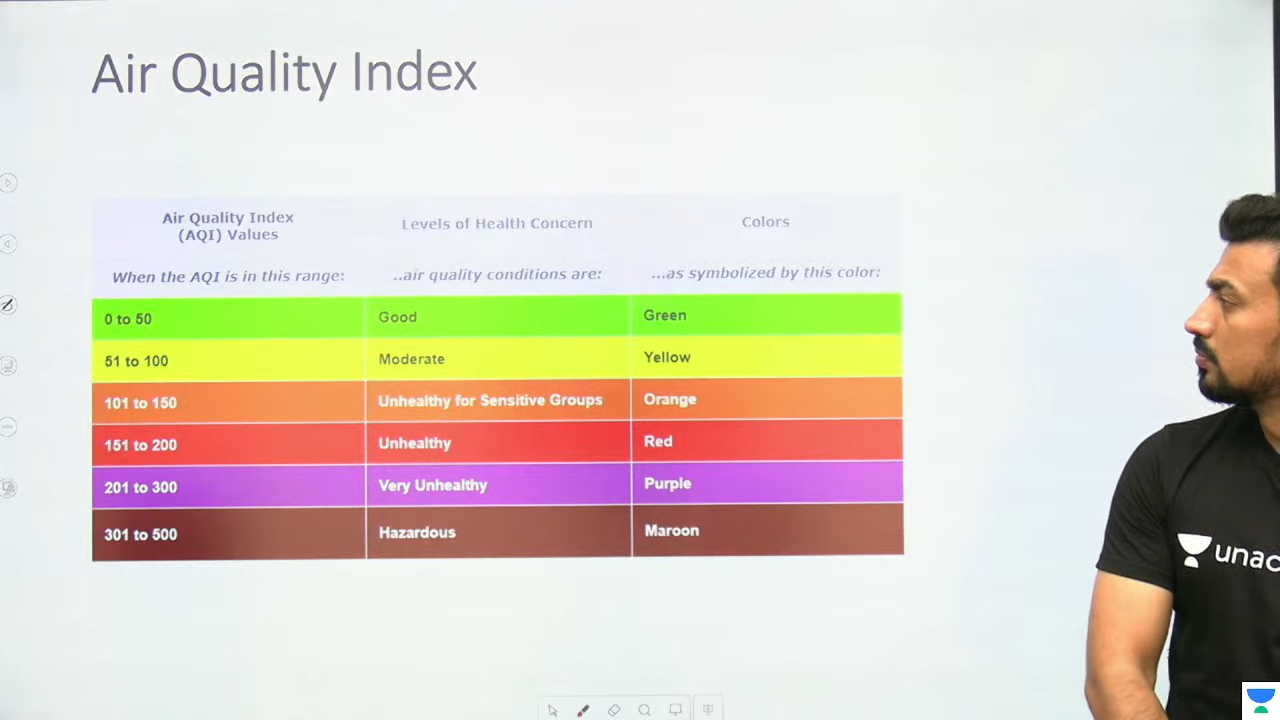 Air Quality Index
Air Quality Index
(AQI) Values
Levels of Health Concern
Colors
When the AQI is in this range:
..air quality conditions are:
...as symbolized by this color:
0 to 50
Good
Green
51 to 100
Moderate
Yellow
101 to 150
Unhealthy for Sensitive Groups
Orange
151 to 200
Unhealthy
Red
201 to 300
Very Unhealthy
Purple
301 to 500
Hazardous
Maroon
unac